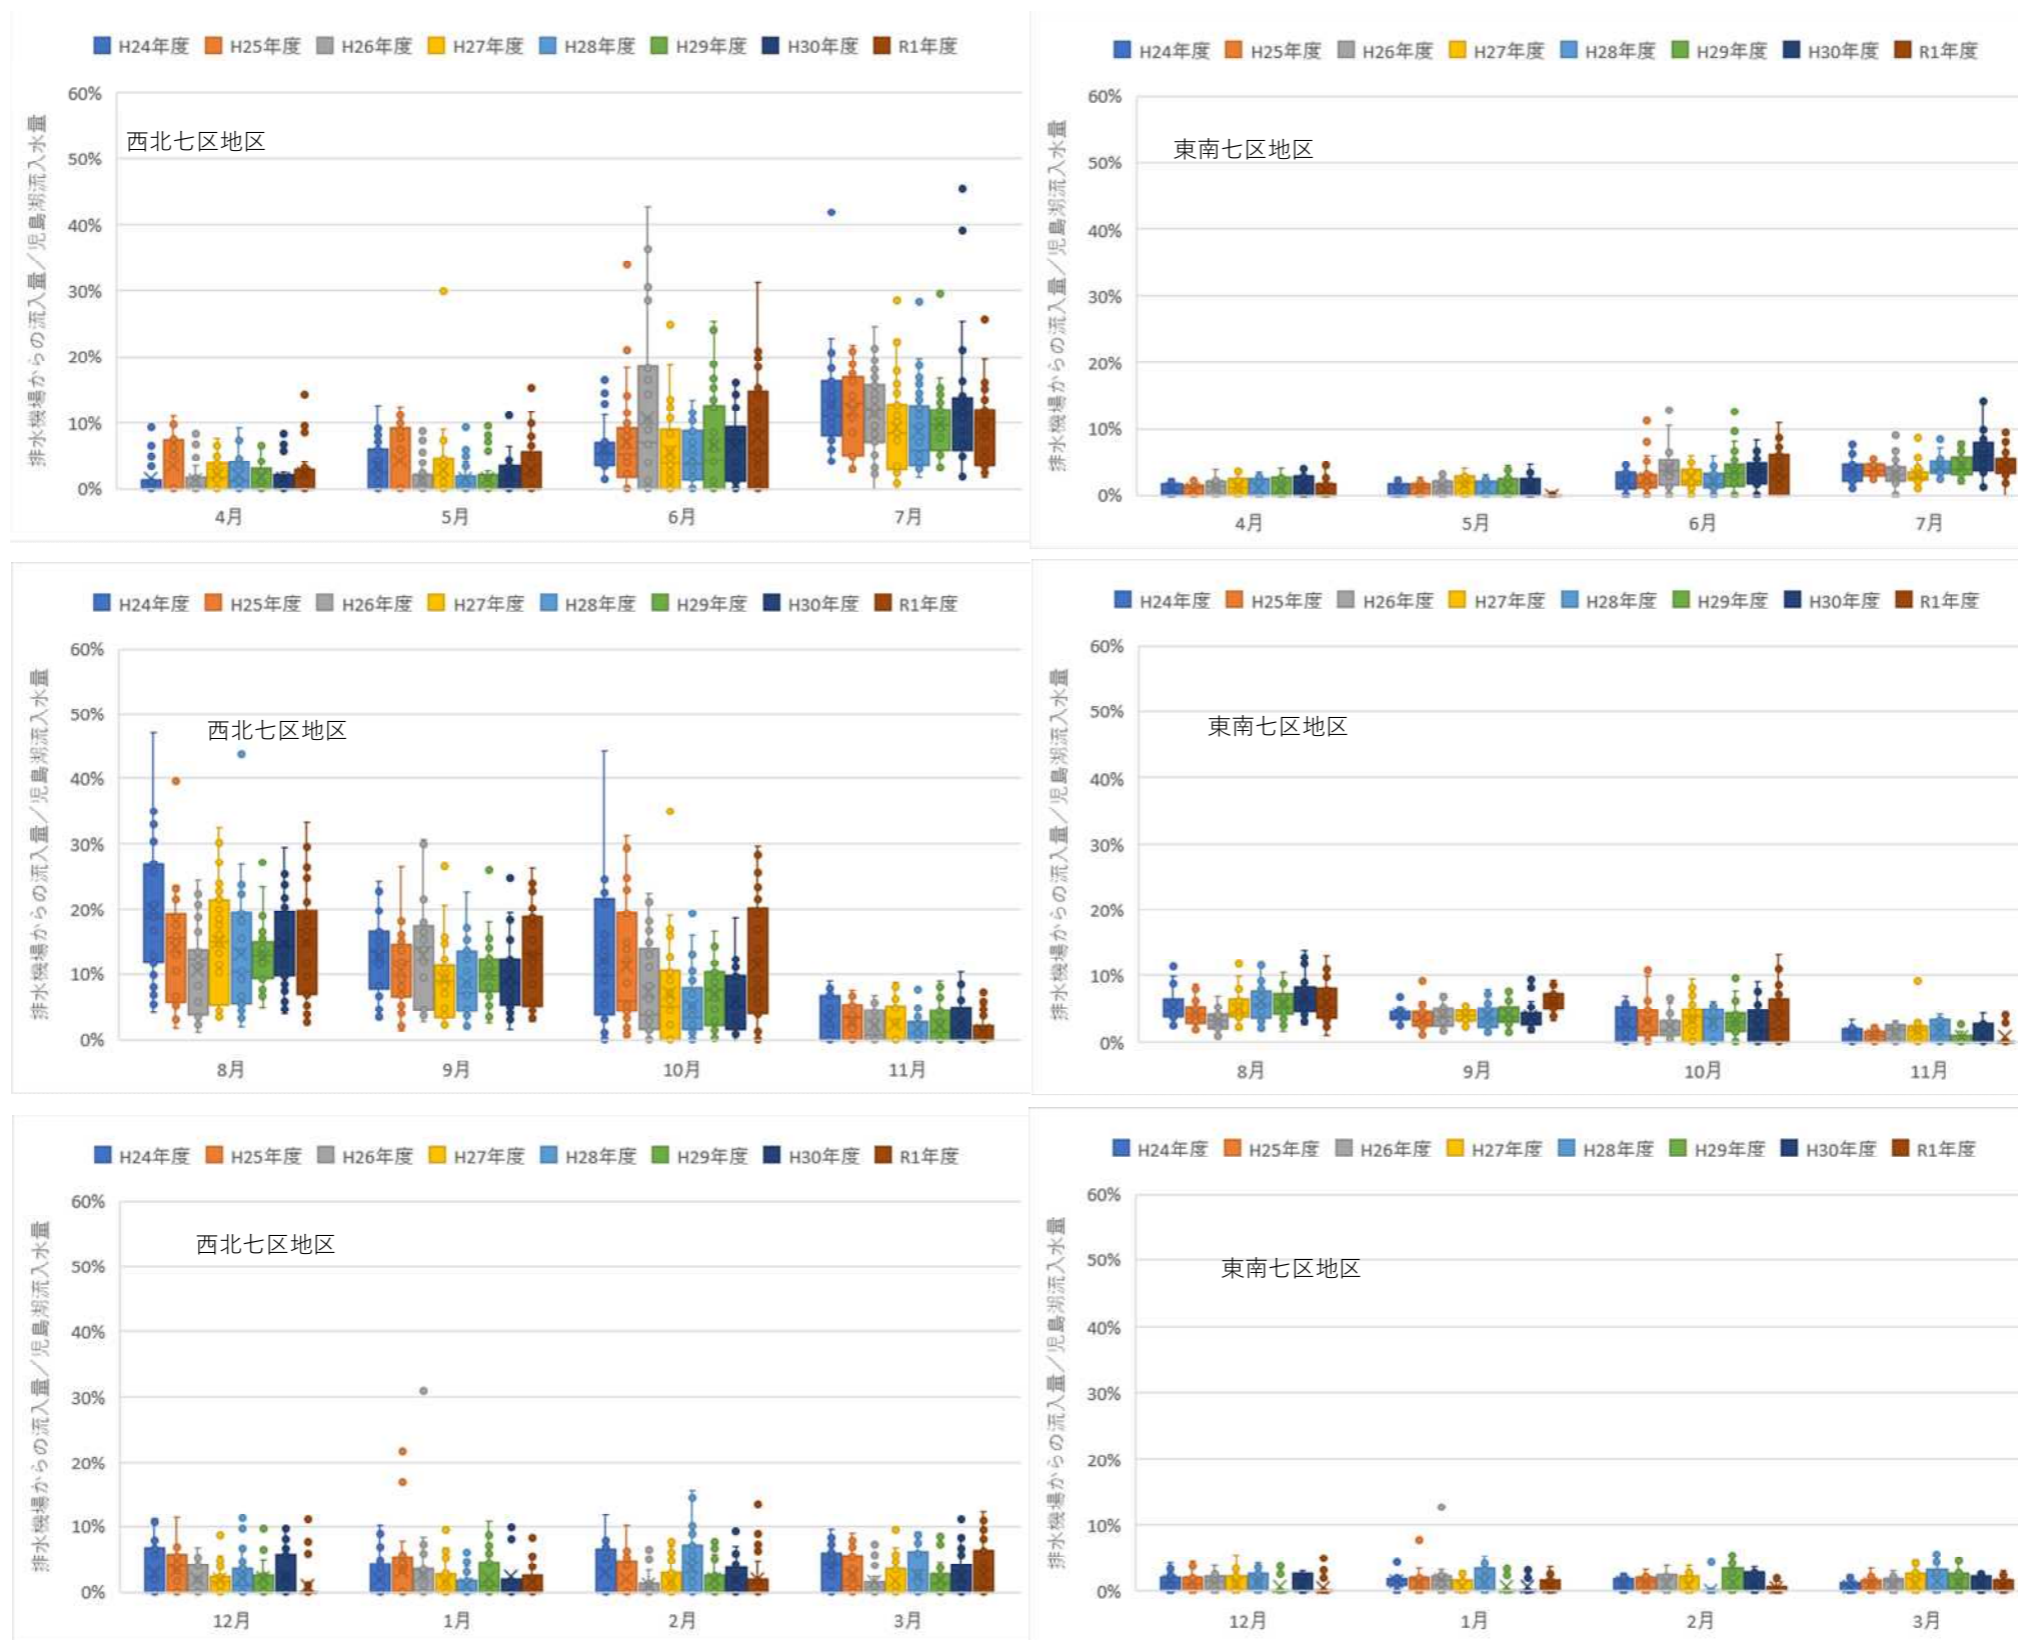 H24年度 H25年度 H26年度 H27年度 H28年度 H29年度 H30年度 R1年度
排水機場からの流入量／児島湖流入水量
60%
50%
40%
30%
20%
10%
0%
西北七区地区
4月 5月 6月 7月
H24年度 H25年度 H26年度 H27年度 H28年度 H29年度 H30年度 R1年度
排水機場からの流入量／児島湖流入水量
60%
50%
40%
30%
20%
10%
0%
東南七区地区
4月 5月 6月 7月
H24年度 H25年度 H26年度 H27年度 H28年度 H29年度 H30年度 R1年度
排水機場からの流入量／児島湖流入水量
60%
50%
40%
30%
20%
10%
0%
西北七区地区
8月 9月 10月 11月
H24年度 H25年度 H26年度 H27年度 H28年度 H29年度 H30年度 R1年度
排水機場からの流入量／児島湖流入水量
60%
50%
40%
30%
20%
10%
0%
東南七区地区
8月 9月 10月 11月
H24年度 H25年度 H26年度 H27年度 H28年度 H29年度 H30年度 R1年度
排水機場からの流入量／児島湖流入水量
60%
50%
40%
30%
20%
10%
0%
西北七区地区
12月 1月 2月 3月
H24年度 H25年度 H26年度 H27年度 H28年度 H29年度 H30年度 R1年度
排水機場からの流入量／児島湖流入水量
60%
50%
40%
30%
20%
10%
0%
東南七区地区
12月 1月 2月 3月